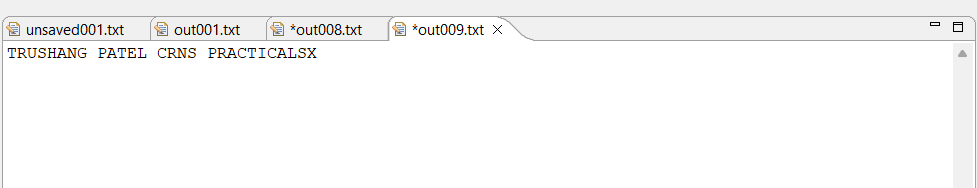 unsaved001.txt out001.txt *out008.txt *out009.txt
TRUSHANG PATEL CRNS PRACTICALSX